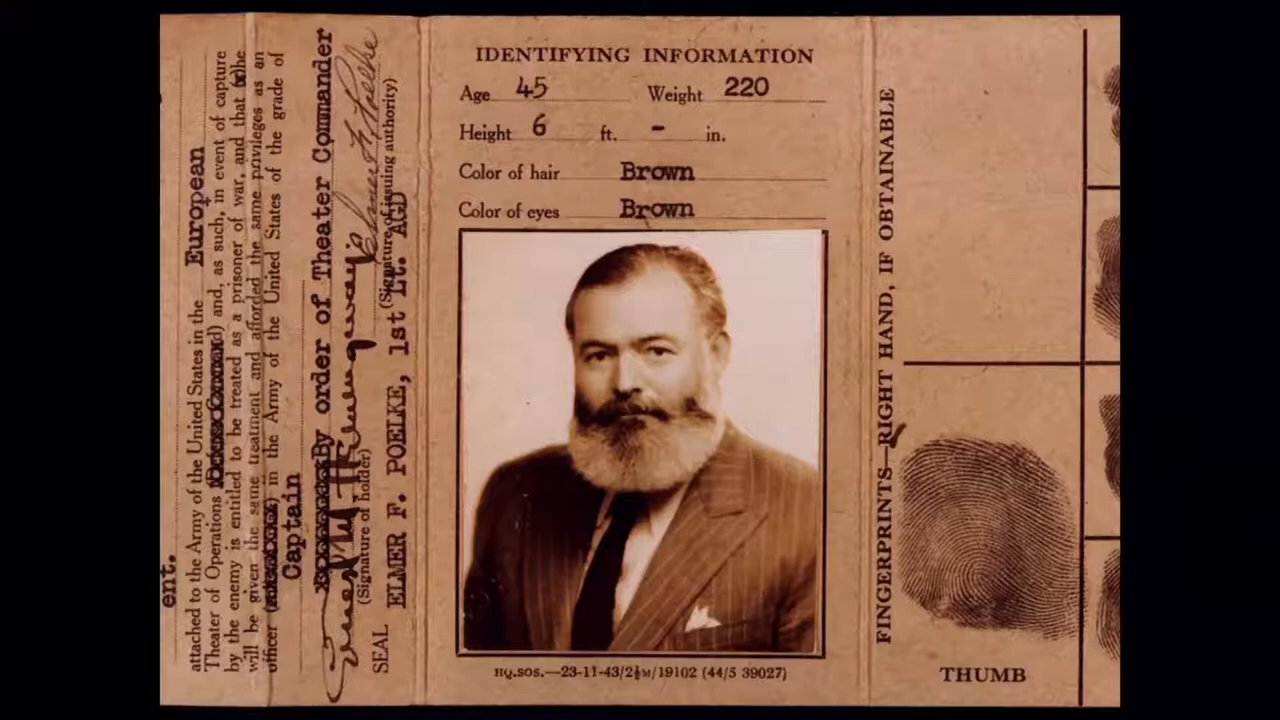 ent.
attached to the Army of the United States in the European
Theater of Operations and, as such, in event of capture
by the enemy is entitled to be treated as a prisoner of war, and that he
will be given the same treatment and afforded the same privileges as an
officer in the Army of the United States of the grade of
Captain
By order of Theater Commander
Ernest M Hemingway
(Signature of holder)
(Signature of issuing authority)
SEAL ELMER F. POELKE, 1st Lt. AGD
IDENTIFYING INFORMATION
Age 45 Weight 220
Height 6 ft. - in.
Color of hair Brown
Color of eyes Brown
HQ.SOS.—23-11-43/2½M/19102 (44/5 39027)
FINGERPRINTS—RIGHT HAND, IF OBTAINABLE
THUMB